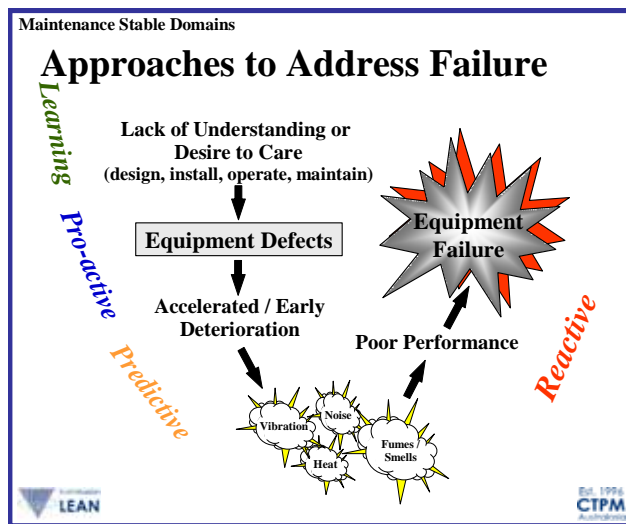 Maintenance Stable Domains
Approaches to Address Failure
Learning
Pro-active
Predictive
Lack of Understanding or
Desire to Care
(design, install, operate, maintain)
Equipment Defects
Accelerated / Early
Deterioration
Vibration
Noise
Heat
Fumes /
Smells
Poor Performance
Equipment
Failure
Reactive
LEAN
Est. 1996
CTPM
Australasia